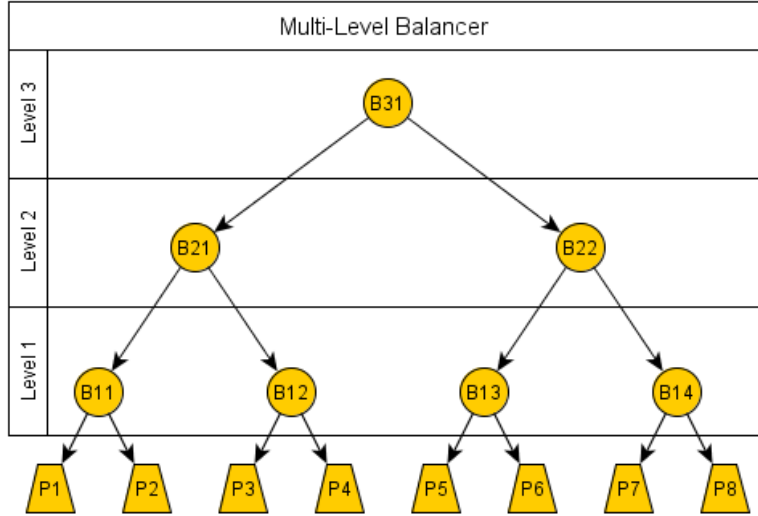 Multi-Level Balancer
Level 3
B31
Level 2
B21 B22
Level 1
B11 B12 B13 B14
P1 P2 P3 P4 P5 P6 P7 P8